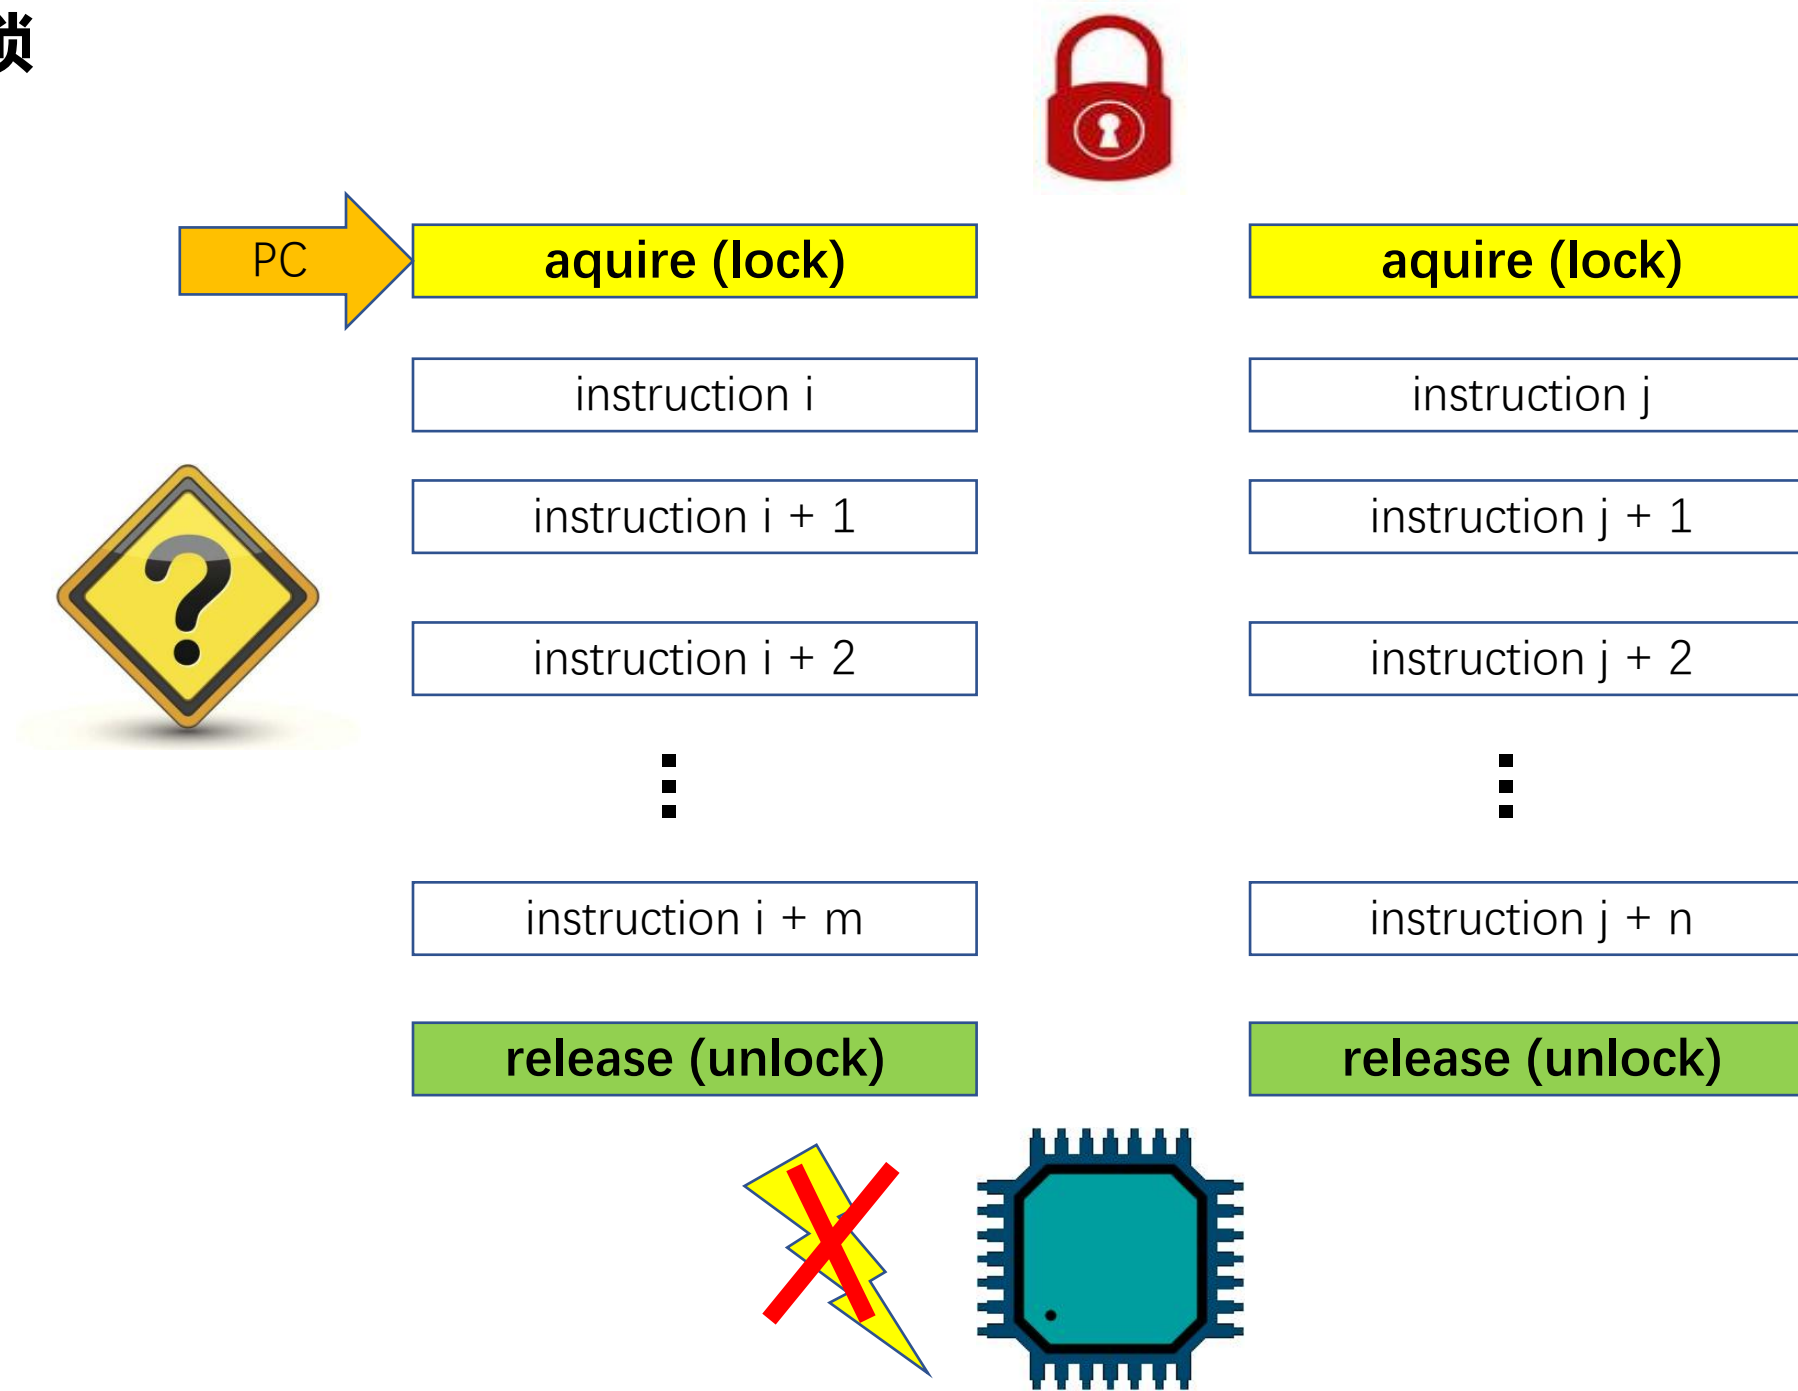 锁
PC
aquire (lock)
aquire (lock)
instruction i
instruction j
instruction i + 1
instruction j + 1
instruction i + 2
instruction j + 2
instruction i + m
instruction j + n
release (unlock)
release (unlock)